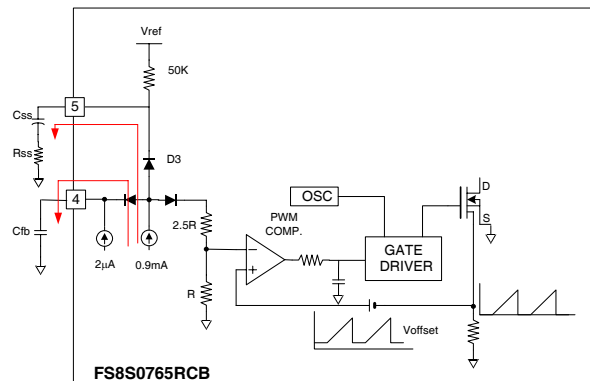 Vref
50K
5
Css
Rss
D3
4
Cfb
2μA
0.9mA
2.5R
R
OSC
PWM
COMP.
−
+
GATE
DRIVER
D
S
Voffset
FS8S0765RCB